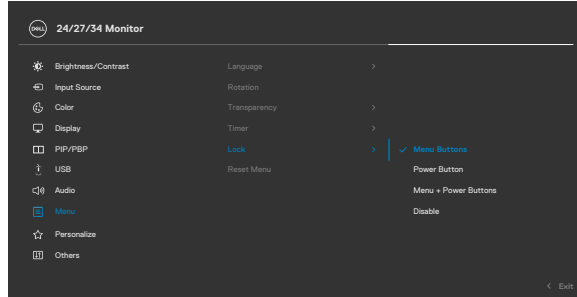 DELL
24/27/34 Monitor
Brightness/Contrast
Language
Input Source
Rotation
Color
Transparency
Display
Timer
PIP/PBP
Lock
Menu Buttons
USB
Reset Menu
Power Button
Audio
Menu + Power Buttons
Menu
Disable
Personalize
Others
Exit